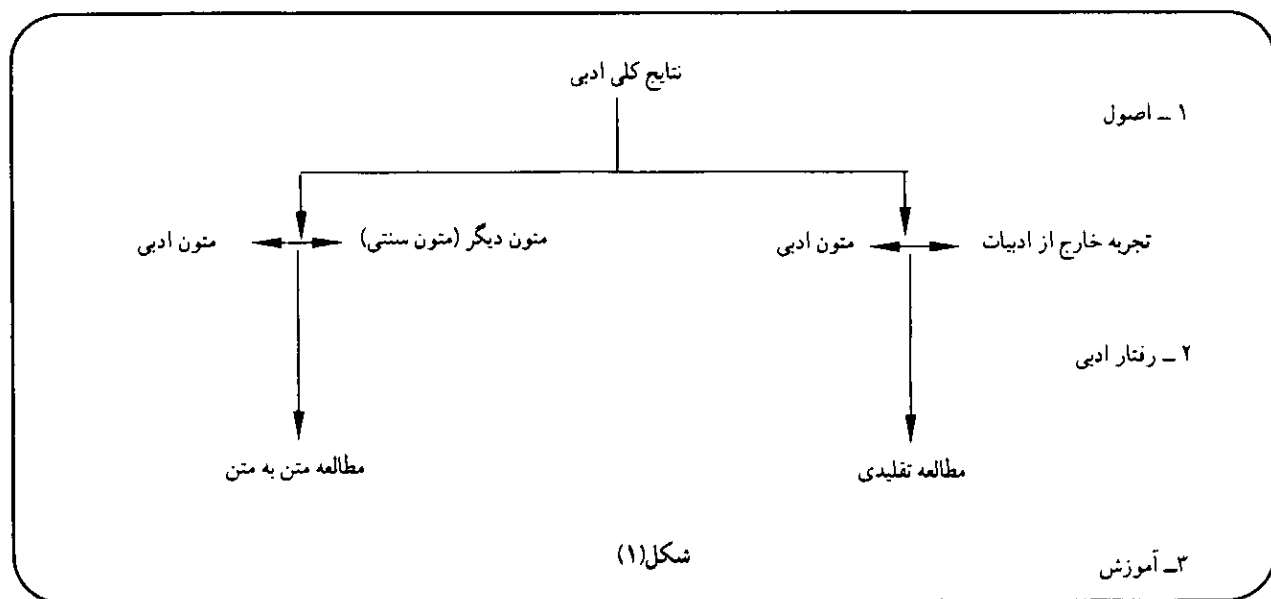 نتایج کلی ادبی
۱ – اصول
تجربه خارج از ادبیات
متون ادبی
متون دیگر (متون سنتی)
متون ادبی
۲ – رفتار ادبی
مطالعه تقلیدی
مطالعه متن به متن
شکل(۱)
۳– آموزش